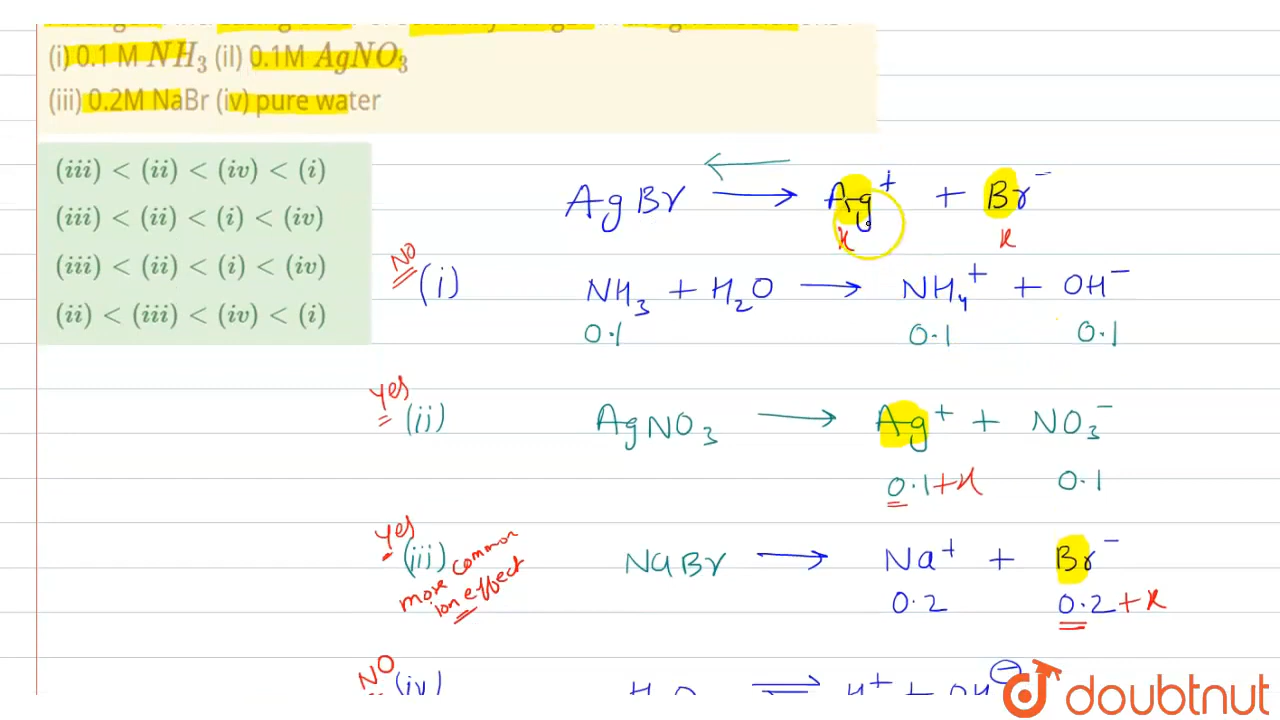 (i) 0.1 M NH₃ (iI) 0.1M AgNO₃
(iii) 0.2M NaBr (iv) pure water
(iii) < (ii) < (iv) < (i)
(iii) < (ii) < (i) < (iv)
(iii) < (ii) < (i) < (iv)
(ii) < (iii) < (iv) < (i)
AgBr → Ag⁺ + Br⁻
x x
NO
(i) NH₃ + H₂O → NH₄⁺ + OH⁻
0.1 0.1 0.1
yes
(ii) AgNO₃ → Ag⁺ + NO₃⁻
0.1+x 0.1
yes
(iii) NaBr → Na⁺ + Br⁻
more common
ion effect
0.2 0.2+x
NO
(iv) H₂O ⇌ H⁺ + OH⁻
doubtnut